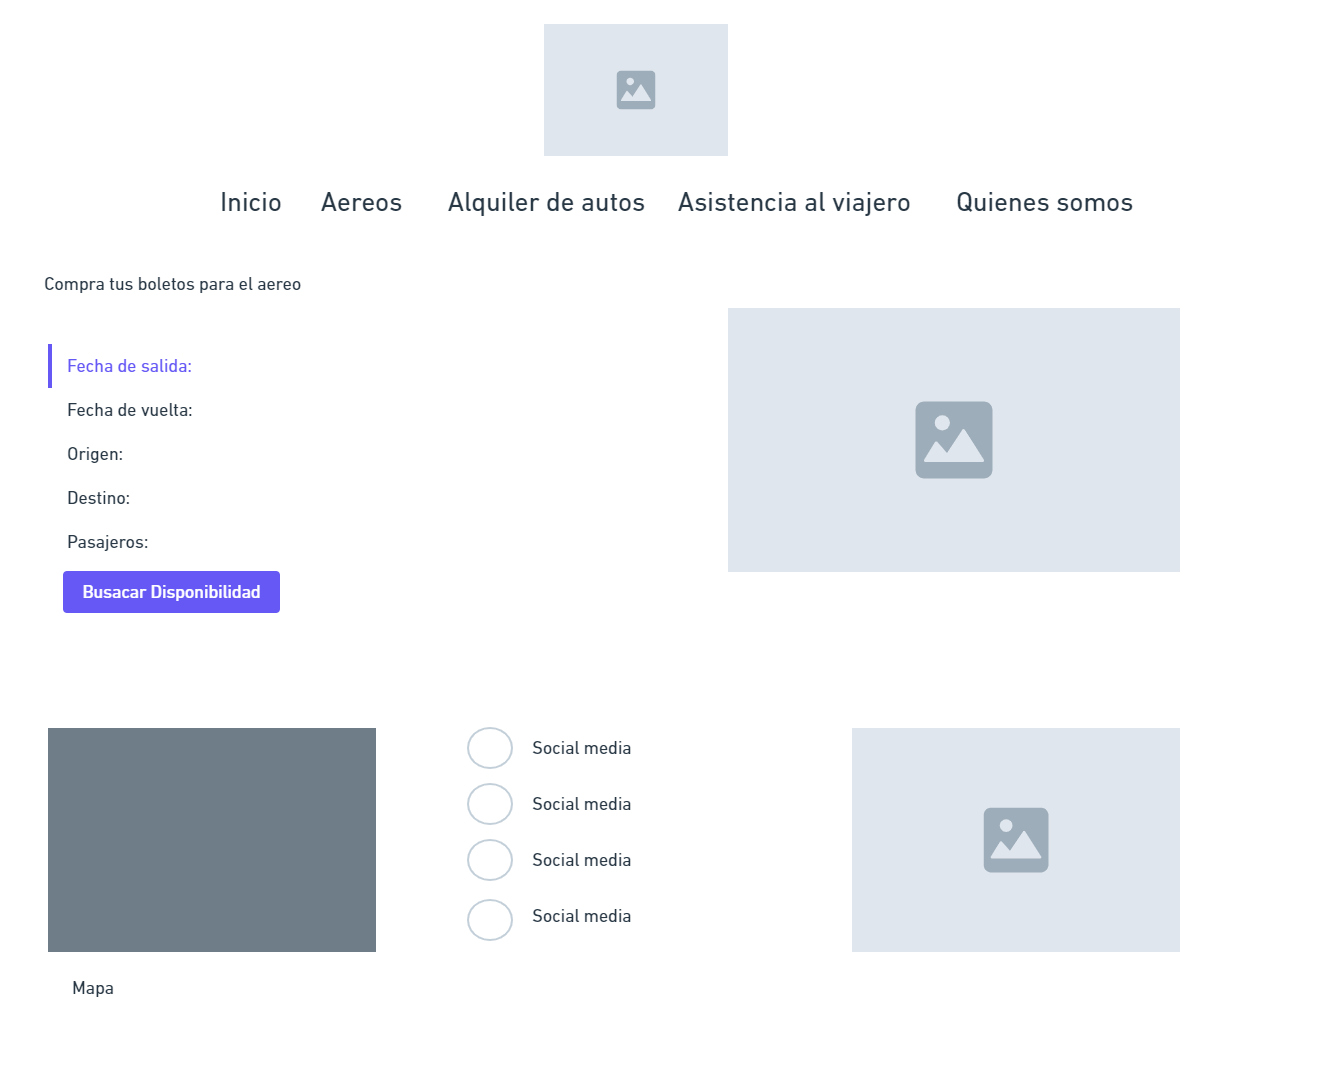 Inicio Aereos Alquiler de autos Asistencia al viajero Quienes somos
Compra tus boletos para el aereo
Fecha de salida:
Fecha de vuelta:
Origen:
Destino:
Pasajeros:
Busacar Disponibilidad
Social media
Social media
Social media
Social media
Mapa